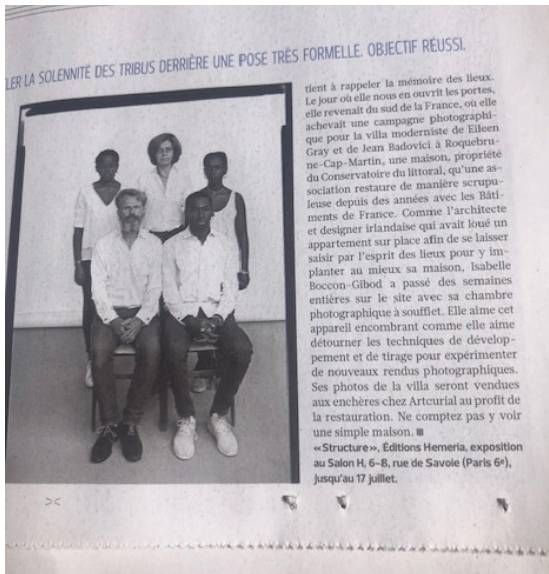 LER LA SOLENNITÉ DES TRIBUS DERRIÈRE UNE POSE TRÈS FORMELLE. OBJECTIF RÉUSSI.
tient à rappeler la mémoire des lieux.
Le jour où elle nous en ouvrit les portes,
elle revenait du sud de la France, où elle
achevait une campagne photographi-
que pour la villa moderniste de Eileen
Gray et de Jean Badovici à Roquebru-
ne-Cap-Martin, une maison, propriété
du Conservatoire du littoral, qu'une as-
sociation restaure de manière scrupu-
leuse depuis des années avec les Bâti-
ments de France. Comme l'architecte
et designer irlandaise qui avait loué un
appartement sur place afin de se laisser
saisir par l'esprit des lieux pour y im-
planter au mieux sa maison, Isabelle
Boccon-Gibod a passé des semaines
entières sur le site avec sa chambre
photographique à soufflet. Elle aime cet
appareil encombrant comme elle aime
détourner les techniques de dévelop-
pement et de tirage pour expérimenter
de nouveaux rendus photographiques.
Ses photos de la villa seront vendues
aux enchères chez Artcurial au profit de
la restauration. Ne comptez pas y voir
une simple maison. ■
«Structure», Éditions Hemeria, exposition
au Salon H, 6-8, rue de Savoie (Paris 6ᵉ),
jusqu'au 17 juillet.